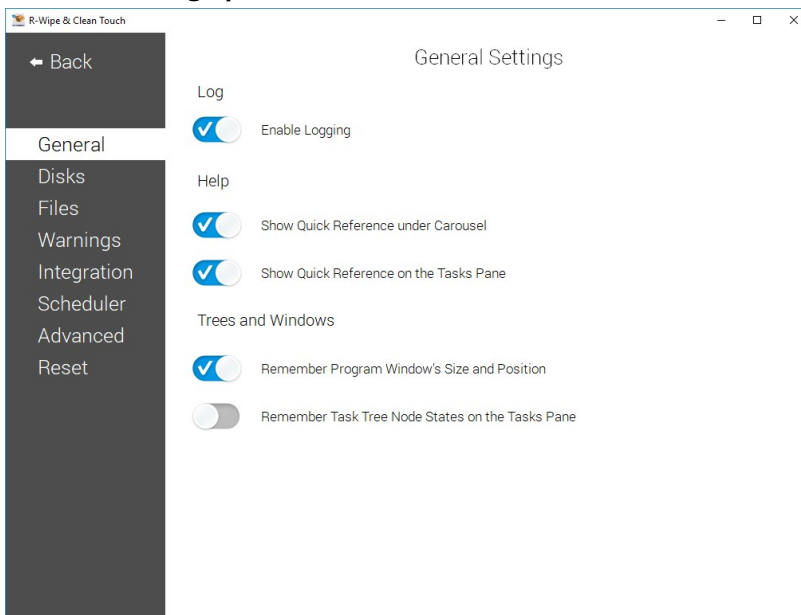 R-Wipe & Clean Touch
Back
General Settings
Log
Enable Logging
General
Disks
Help
Files
Show Quick Reference under Carousel
Warnings
Integration
Show Quick Reference on the Tasks Pane
Scheduler
Trees and Windows
Advanced
Reset
Remember Program Window's Size and Position
Remember Task Tree Node States on the Tasks Pane